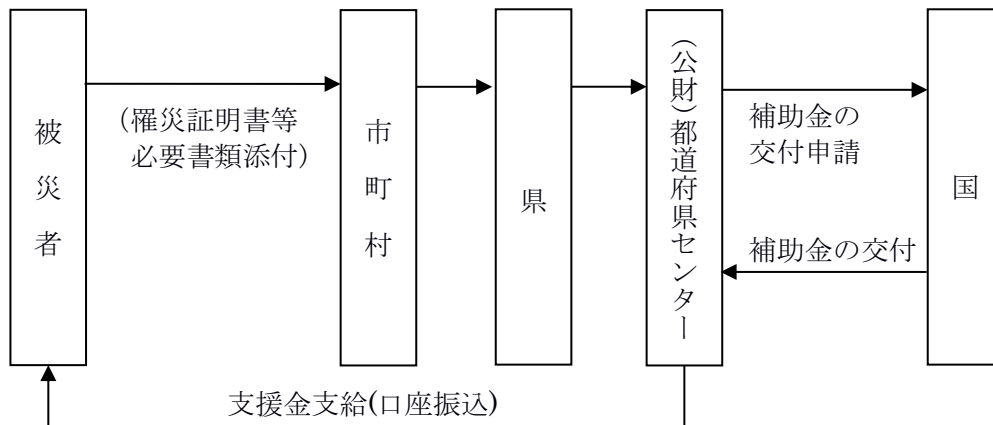 被災者
(罹災証明書等
必要書類添付)
市町村
県
(公財)都道府県センター
補助金の
交付申請
補助金の交付
国
支援金支給(口座振込)